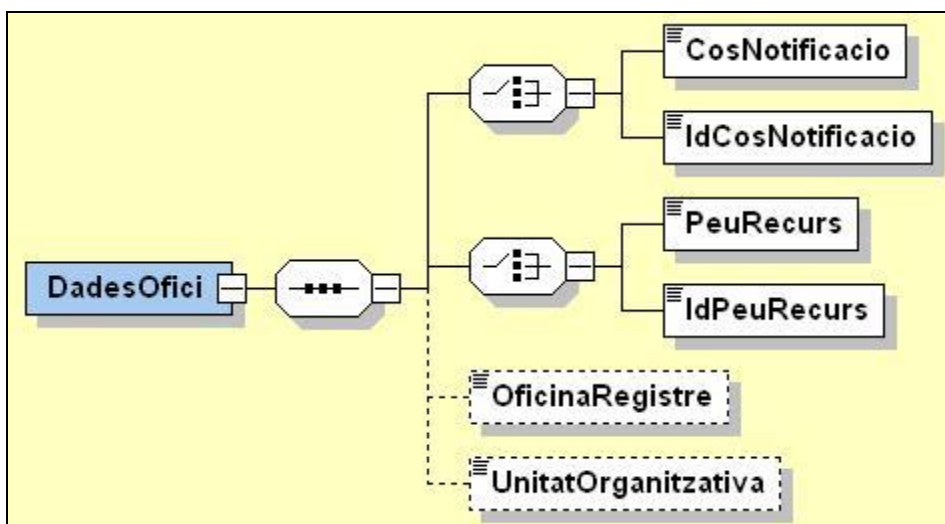 CosNotificacio
IdCosNotificacio
PeuRecurs
DadesOfici
IdPeuRecurs
OficinaRegistre
UnitatOrganitzativa